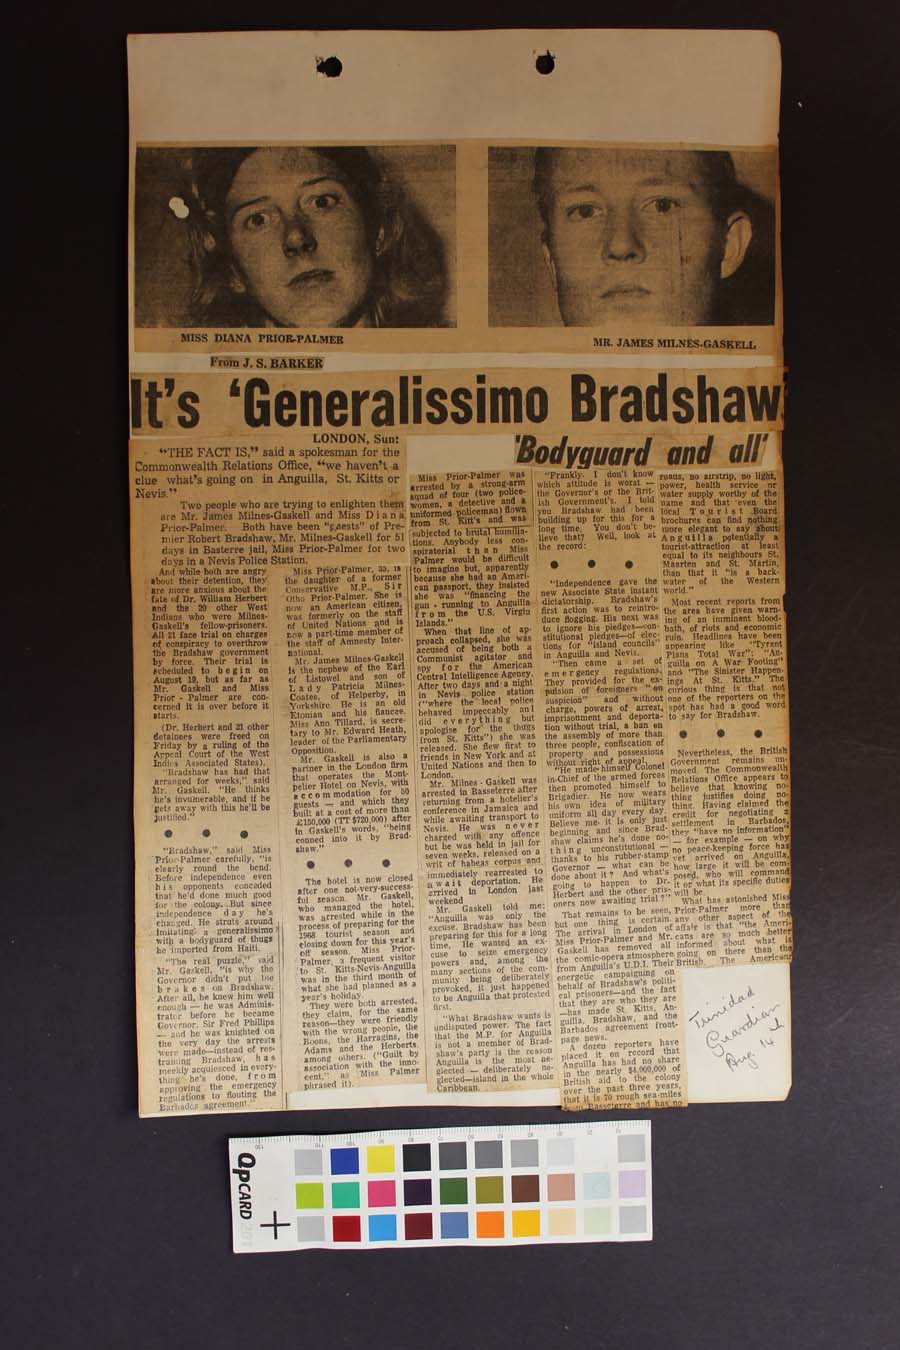 MISS DIANA PRIOR-PALMER
MR. JAMES MILNES-GASKELL
From J. S. BARKER
It's 'Generalissimo Bradshaw'
'Bodyguard and all'
LONDON, Sun:
"THE FACT IS," said a spokesman for the
Commonwealth Relations Office, "we haven't a
clue what's going on in Anguilla, St. Kitts or
Nevis."
Two people who are trying to enlighten them
are Mr. James Milnes-Gaskell and Miss Diana
Prior-Palmer. Both have been "guests" of Pre-
mier Robert Bradshaw, Mr. Milnes-Gaskell for 51
days in Basterre jail, Miss Prior-Palmer for two
days in a Nevis Police Station.
And while both are angry
about their detention, they
are more anxious about the
fate of Dr. William Herbert
and the 20 other West
Indians who were Milnes-
Gaskell's fellow-prisoners.
All 21 face trial on charges
of conspiracy to overthrow
the Bradshaw government
by force. Their trial is
scheduled to begin on
August 19, but as far as
Mr. Gaskell and Miss
Prior-Palmer are con-
cerned it is over before it
starts.
(Dr. Herbert and 21 other
detainees were freed on
Friday by a ruling of the
Appeal Court of the West
Indies Associated States).
"Bradshaw has had that
arranged for weeks," said
Mr. Gaskell. "He thinks
he's invulnerable, and if he
gets away with this he'll be
justified."
"Bradshaw," said Miss
Prior-Palmer carefully, "is
clearly round the bend.
Before independence even
his opponents conceded
that he'd done much good
for the colony. But since
independence day he's
changed. He struts around
imitating a generalissimo
with a bodyguard of thugs
he imported from Haiti.
"The real puzzle," said
Mr. Gaskell, "is why the
Governor didn't put the
brakes on Bradshaw.
After all, he knew him well
enough — he was Adminis-
trator before he became
Governor, Sir Fred Phillips
— and he was knighted on
the very day the arrests
were made—instead of res-
training Bradshaw, has
meekly acquiesced in every-
thing he's done, from
approving the emergency
regulations to flouting the
Barbados agreement."
Miss Prior-Palmer, 35, is
the daughter of a former
Conservative M.P., Sir
Otho Prior-Palmer. She is
now an American citizen,
was formerly on the staff
of United Nations and is
now a part-time member of
the staff of Amnesty Inter-
national.
Mr. James Milnes-Gaskell
is the nephew of the Earl
of Listowel and son of
Lady Patricia Milnes-
Coates, of Helperby, in
Yorkshire He is an old
Etonian and his fiancee.
Miss Ann Tillard, is secre-
tary to Mr. Edward Heath,
leader of the Parliamentary
Opposition.
Mr. Gaskell is also a
partner in the London firm
that operates the Mont-
pelier Hotel on Nevis, with
accommodation for 50
guests — and which they
built at a cost of more than
£150,000 (TT $720,000) after
in Gaskell's words, "being
conned into it by Brad-
shaw."
The hotel is now closed
after one not-very-success-
ful season. Mr. Gaskell,
who managed the hotel,
was arrested while in the
process of preparing for the
1968 tourist season and
closing down for this year's
off season. Miss Prior-
Palmer, a frequent visitor
to St. Kitts-Nevis-Anguilla
was in the third month of
what she had planned as a
year's holiday.
They were both arrested,
they claim, for the same
reason—they were friendly
with the wrong people, the
Boons, the Harragins, the
Adams and the Herberts,
among others. ("Guilt by
association with the inno-
cent," as Miss Palmer
phrased it).
Miss Prior-Palmer was
arrested by a strong-arm
squad of four (two police-
women, a detective and a
uniformed policeman) flown
from St. Kitt's and was
subjected to brutal humilia-
tions. Anybody less con-
spiratorial than Miss
Palmer would be difficult
to imagine but, apparently
because she had an Ameri-
can passport, they insisted
she was "financing the
gun-running to Anguilla
from the U.S. Virgin
Islands."
When that line of ap-
proach collapsed, she was
accused of being both a
Communist agitator and
spy for the American
Central Intelligence Agency.
After two days and a night
in Nevis police station
("where the local police
behaved impeccably and
did everything but
apologise for the thugs
from St. Kitts") she was
released. She flew first to
friends in New York and at
United Nations and then to
London.
Mr. Milnes-Gaskell was
arrested in Basseterre after
returning from a hotelier's
conference in Jamaica and
while awaiting transport to
Nevis. He was never
charged with any offence
but he was held in jail for
seven weeks, released on a
writ of habeas corpus and
immediately rearrested to
await deportation. He
arrived in London last
weekend
Mr. Gaskell told me:
"Anguilla was only the
excuse. Bradshaw has been
preparing for this for a long
time. He wanted an ex-
cuse to seize emergency
powers and, among the
many sections of the com-
munity being deliberately
provoked, it just happened
to be Anguilla that protested
first.
"What Bradshaw wants is
undisputed power. The fact
that the M.P. for Anguilla
is not a member of Brad-
shaw's party is the reason
Anguilla is the most ne-
glected — deliberately ne-
glected—island in the whole
Caribbean.
"Frankly. I don't know
which attitude is worst —
the Governor's or the Brit-
ish Government's. I told
you Bradshaw had been
building up for this for a
long time. You don't be-
lieve that? Well, look at
the record:
"Independence gave the
new Associate State instant
dictatorship. Bradshaw's
first action was to reintro-
duce flogging. His next was
to ignore his pledges—con-
stitutional pledges—of elec-
tions for "island councils"
in Anguilla and Nevis.
"Then came a set of
emergency regulations.
They provided for the ex-
pulsion of foreigners "on
suspicion" and without
charge, powers of arrest,
imprisonment and deporta-
tion without trial, a ban on
the assembly of more than
three people, confiscation of
property and possessions
without right of appeal.
"He made himself Colonel
in-Chief of the armed forces
then promoted himself to
Brigadier. He now wears
his own idea of military
uniform all day every day.
Believe me, it is only just
beginning and since Brad-
shaw claims he's done no-
thing unconstitutional —
thanks to his rubber-stamp
Governor — what can be
done about it? And what's
going to happen to Dr.
Herbert and the other pris-
oners now awaiting trial?"
That remains to be seen,
but one thing is certain
The arrival in London of
Miss Prior-Palmer and Mr.
Gaskell has removed all
the comic-opera atmosphere
from Anguilla's U.D.I. Their
energetic campaigning on
behalf of Bradshaw's politi-
cal prisoners—and the fact
that they are who they are
—has made St. Kitts, An-
guilla, Bradshaw, and the
Barbados agreement front-
page news.
A dozen reporters have
placed it on record that
Anguilla has had no share
in the nearly $4,000,000 of
British aid to the colony
over the past three years,
that it is 70 rough sea-miles
from Basseterre and has no
roads, no airstrip, no light,
power, health service or
water supply worthy of the
name and that even the
local Tourist Board
brochures can find nothing
more elegant to say about
Anguilla potentially a
tourist-attraction at least
equal to its neighbours St.
Maarten and St. Martin,
than that it "is a back-
water of the Western
world."
Most recent reports from
the area have given warn-
ing of an imminent blood-
bath, of riots and economic
ruin. Headlines have been
appearing like "Tyrant
Plans Total War"; "An-
guilla on A War Footing"
and "The Sinister Happen-
ings At St. Kitts." The
curious thing is that not
one of the reporters on the
spot has had a good word
to say for Bradshaw.
Nevertheless, the British
Government remains un-
moved. The Commonwealth
Relations Office appears to
believe that knowing no-
thing justifies doing no-
thing. Having claimed the
credit for negotiating a
settlement in Barbados,
they "have no information"
— for example — on why
no peace-keeping force has
yet arrived on Anguilla,
how large it will be com-
posed, who will command
it or what its specific duties
will be.
What has astonished Miss
Prior-Palmer more than
any other aspect of the
affair is that "the Ameri-
cans are so much better
informed about what is
going on there than the
British. The American
Trinidad
Guardian
Aug. 14
QPCARD 201